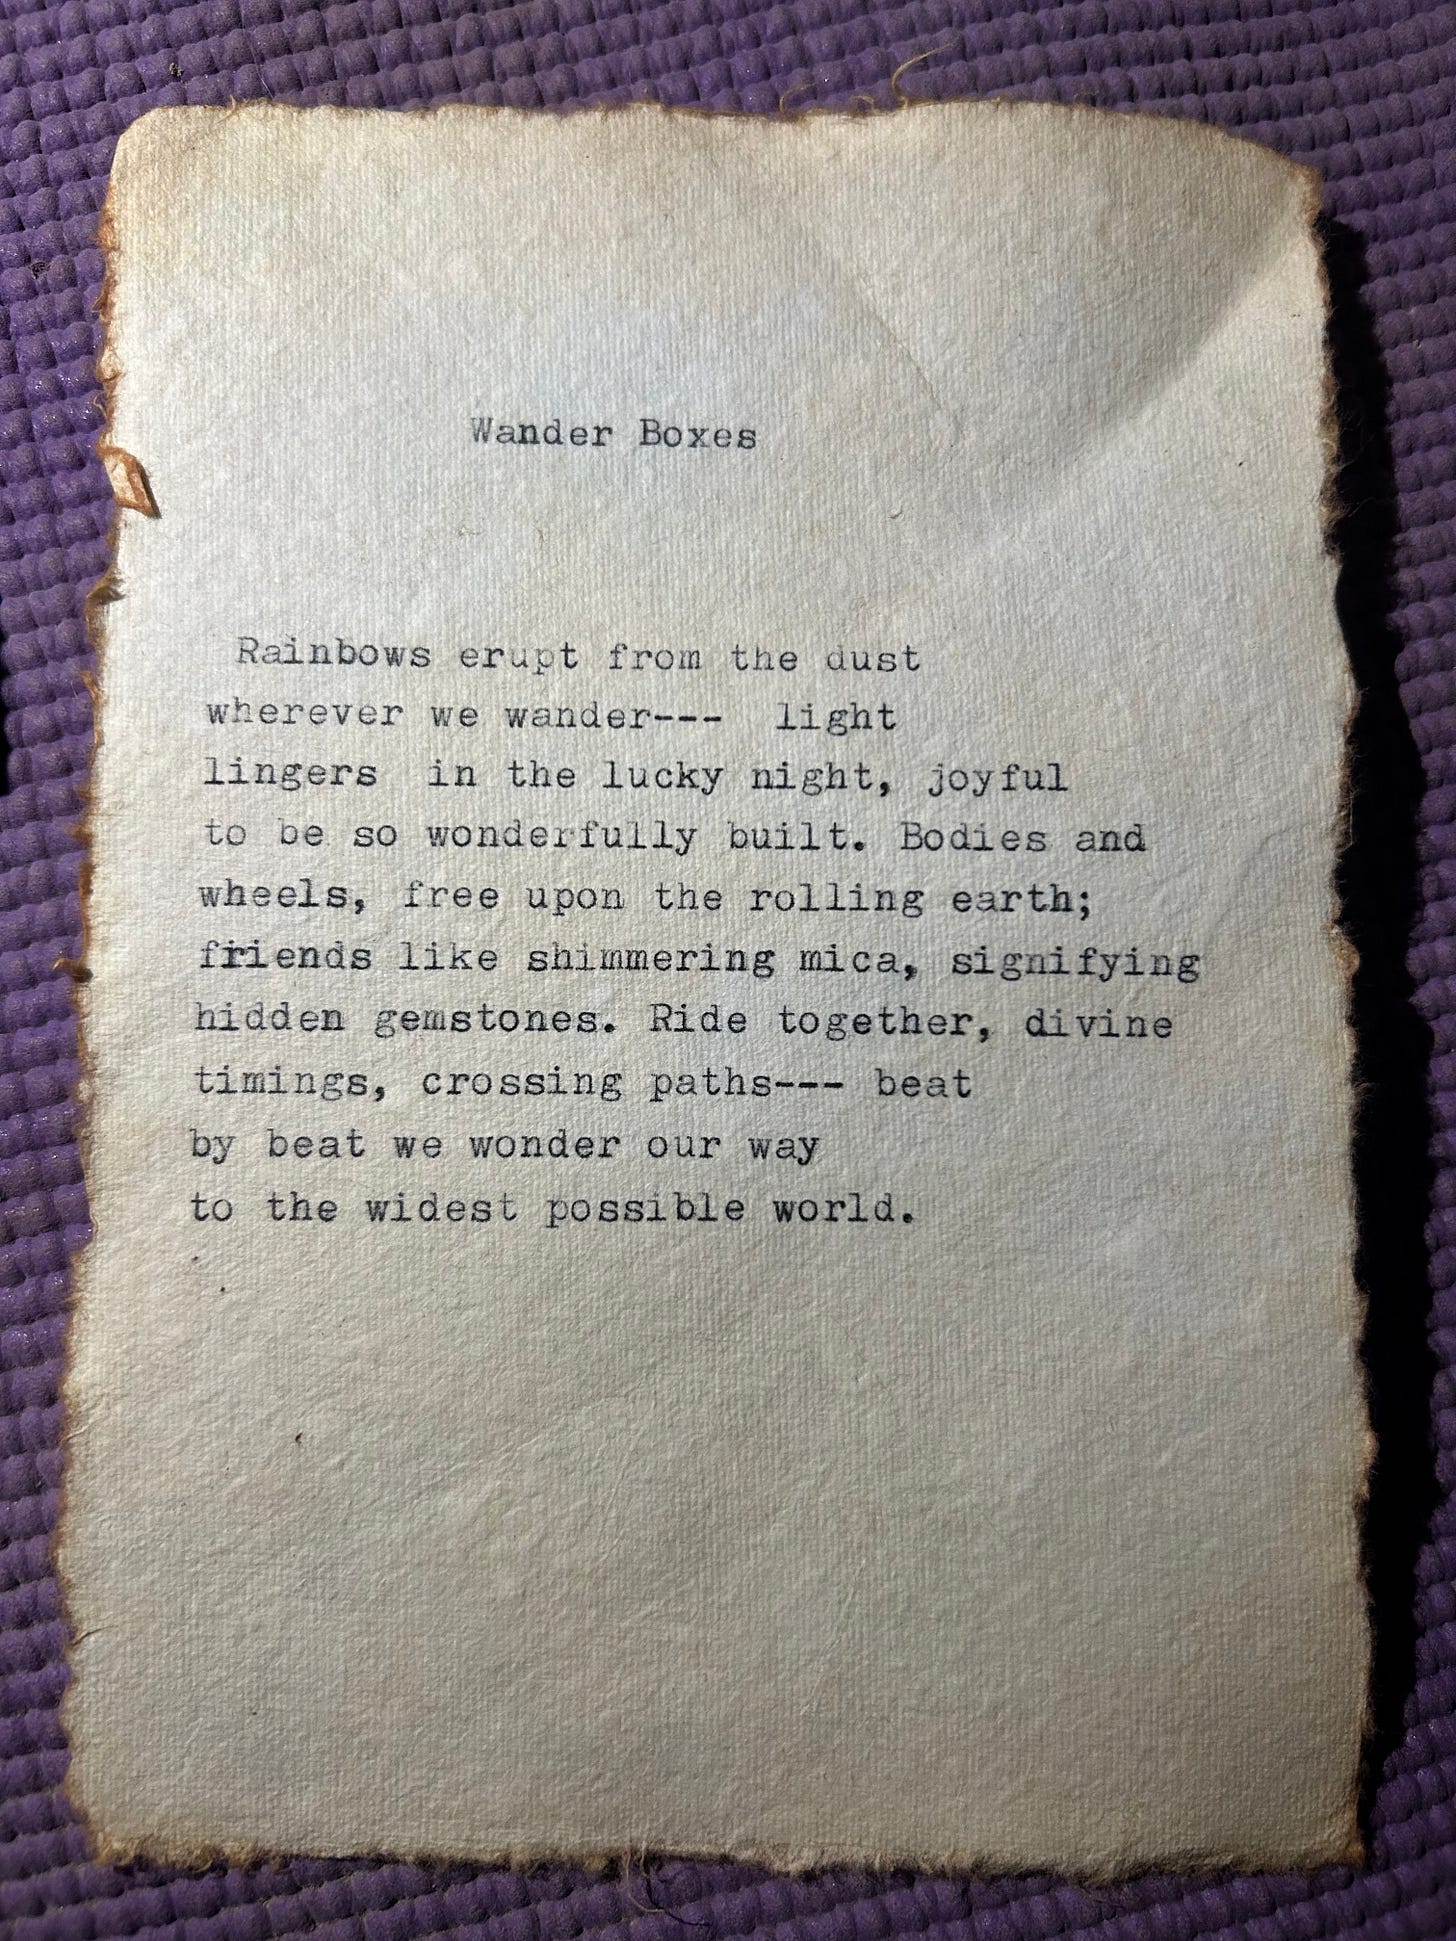 Wander Boxes
Rainbows erupt from the dust
wherever we wander---  light
lingers  in the lucky night, joyful
to be so wonderfully built. Bodies and
wheels, free upon the rolling earth;
friends like shimmering mica, signifying
hidden gemstones. Ride together, divine
timings, crossing paths--- beat
by beat we wonder our way
to the widest possible world.